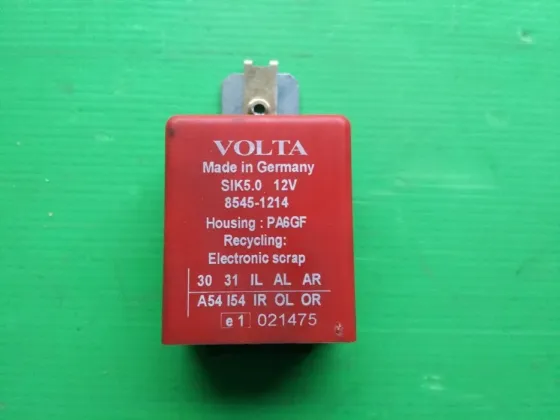 VOLTA
Made in Germany
SIK5.0 12V
8545-1214
Housing : PA6GF
Recycling:
Electronic scrap
30 31 IL AL AR
A54 I54 IR OL OR
e1 021475